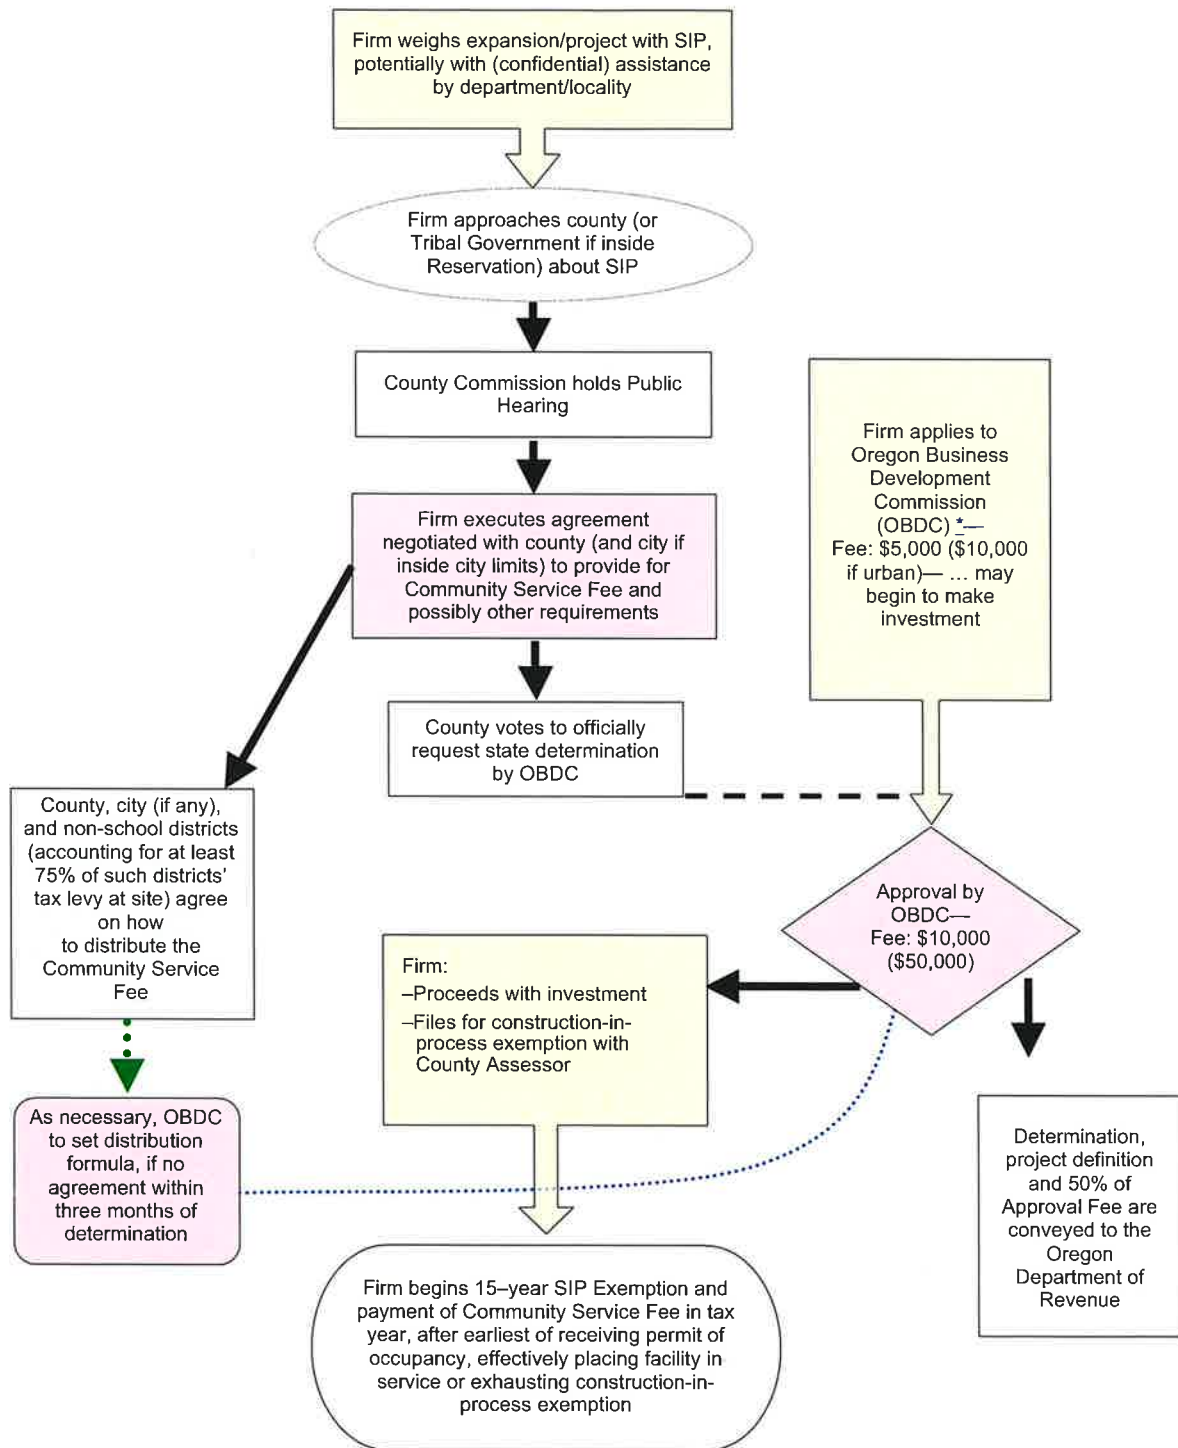 Firm weighs expansion/project with SIP,
potentially with (confidential) assistance
by department/locality
Firm approaches county (or
Tribal Government if inside
Reservation) about SIP
County Commission holds Public
Hearing
Firm executes agreement
negotiated with county (and city if
inside city limits) to provide for
Community Service Fee and
possibly other requirements
Firm applies to
Oregon Business
Development
Commission
(OBDC) *—
Fee: $5,000 ($10,000
if urban)— … may
begin to make
investment
County votes to officially
request state determination
by OBDC
County, city (if any),
and non-school districts
(accounting for at least
75% of such districts'
tax levy at site) agree
on how
to distribute the
Community Service
Fee
Approval by
OBDC—
Fee: $10,000
($50,000)
Firm:
–Proceeds with investment
–Files for construction-in-
process exemption with
County Assessor
As necessary, OBDC
to set distribution
formula, if no
agreement within
three months of
determination
Determination,
project definition
and 50% of
Approval Fee are
conveyed to the
Oregon
Department of
Revenue
Firm begins 15–year SIP Exemption and
payment of Community Service Fee in tax
year, after earliest of receiving permit of
occupancy, effectively placing facility in
service or exhausting construction-in-
process exemption